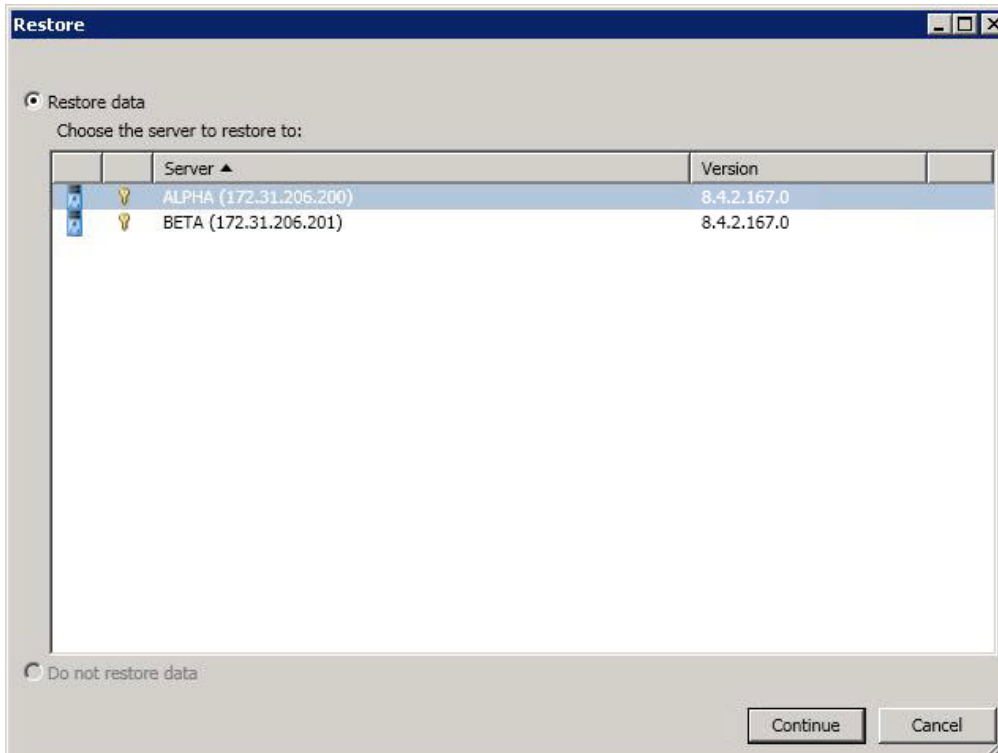 Restore
Restore data
Choose the server to restore to:
Server Version
ALPHA (172.31.206.200) 8.4.2.167.0
BETA (172.31.206.201) 8.4.2.167.0
Do not restore data
Continue Cancel